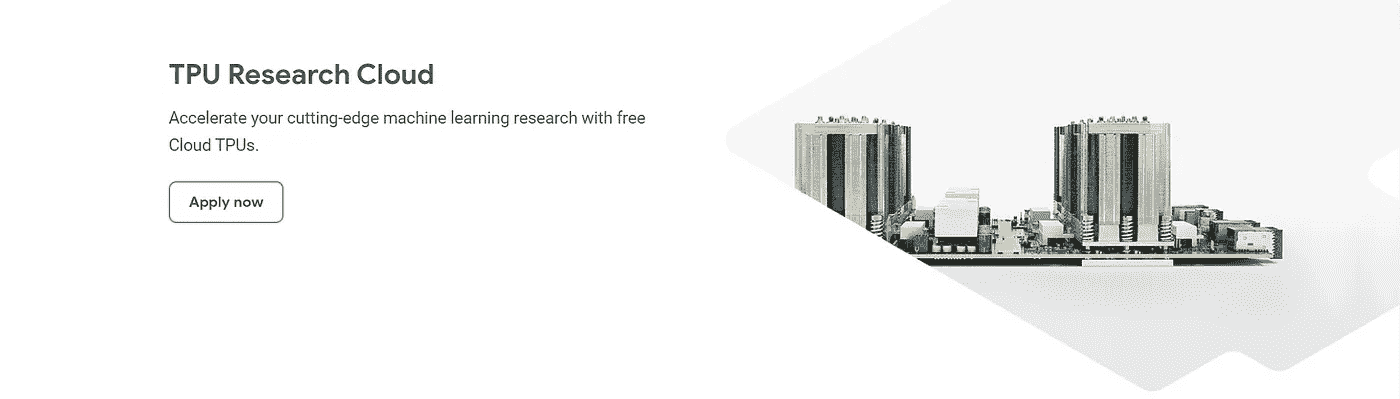 TPU Research Cloud
Accelerate your cutting-edge machine learning research with free
Cloud TPUs.
Apply now